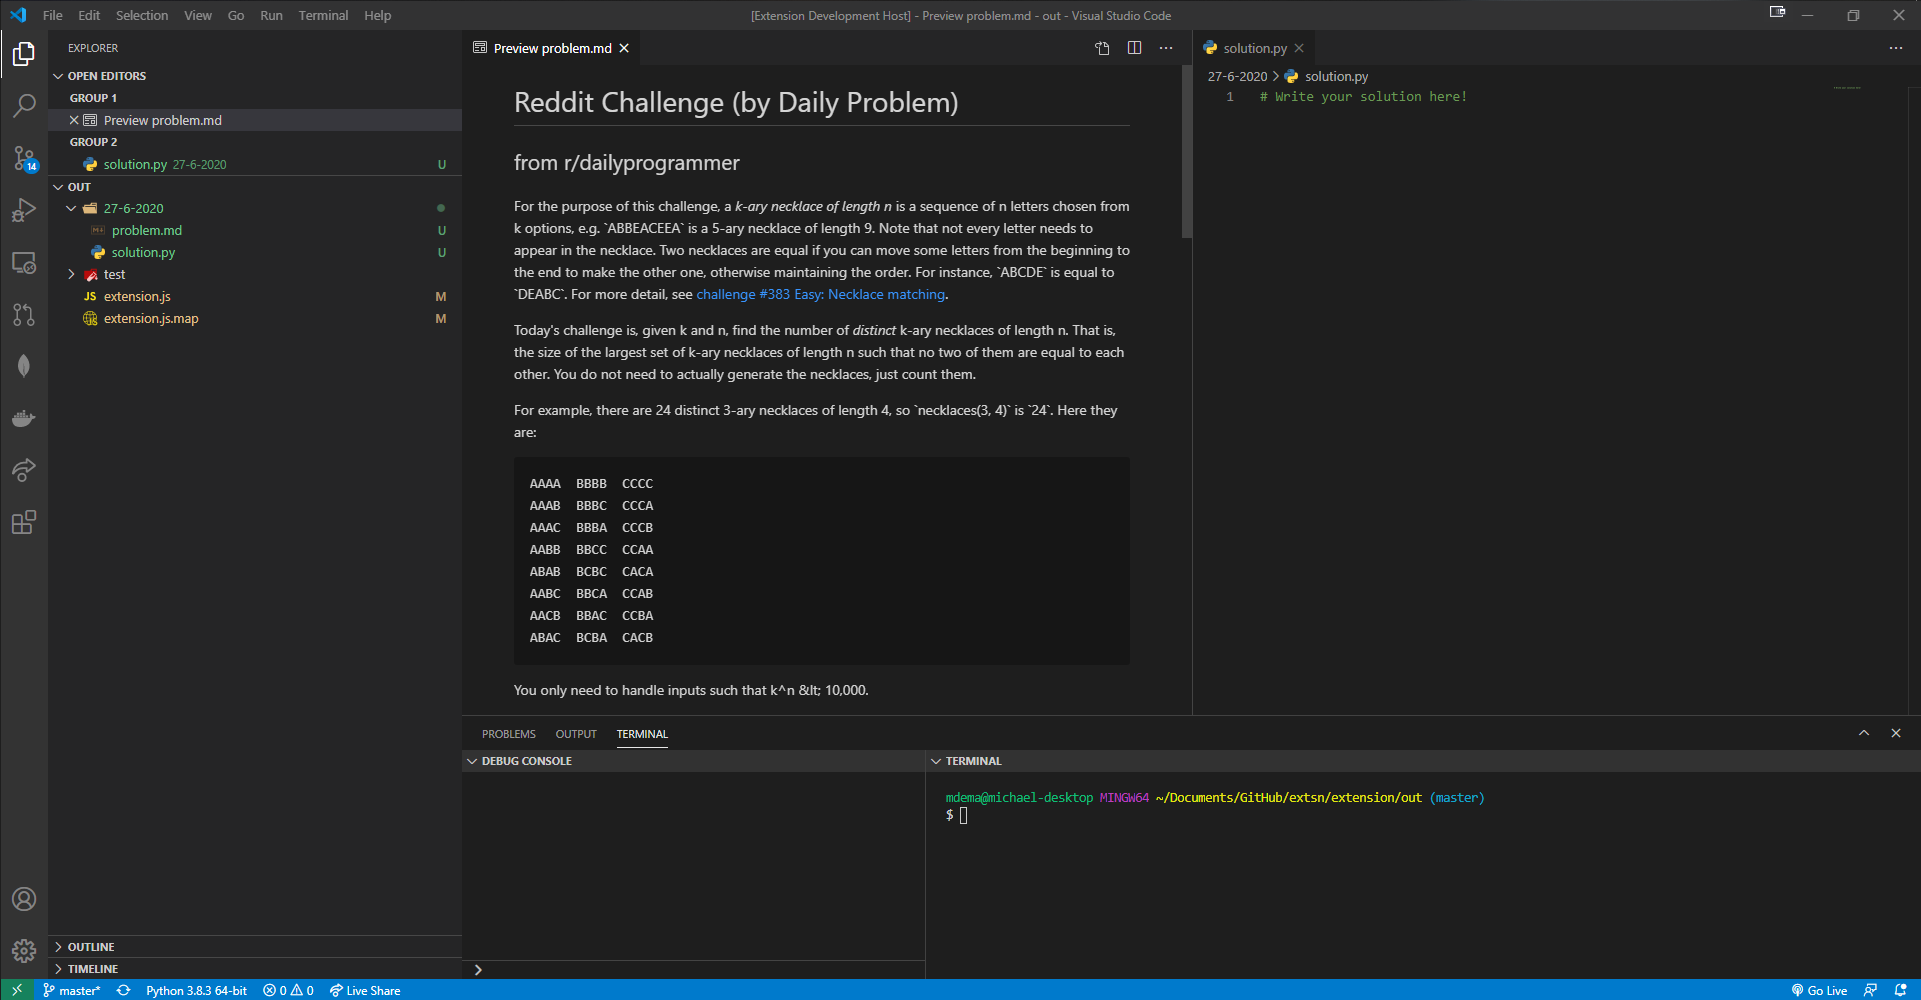 File Edit Selection View Go Run Terminal Help
[Extension Development Host] - Preview problem.md - out - Visual Studio Code
EXPLORER
OPEN EDITORS
GROUP 1
Preview problem.md
GROUP 2
solution.py 27-6-2020 U
OUT
27-6-2020
problem.md U
solution.py U
test
JS extension.js M
extension.js.map M
14
OUTLINE
TIMELINE
Preview problem.md
Reddit Challenge (by Daily Problem)
from r/dailyprogrammer
For the purpose of this challenge, a k-ary necklace of length n is a sequence of n letters chosen from
k options, e.g. `ABBEACEEA` is a 5-ary necklace of length 9. Note that not every letter needs to
appear in the necklace. Two necklaces are equal if you can move some letters from the beginning to
the end to make the other one, otherwise maintaining the order. For instance, `ABCDE` is equal to
`DEABC`. For more detail, see challenge #383 Easy: Necklace matching.
Today's challenge is, given k and n, find the number of distinct k-ary necklaces of length n. That is,
the size of the largest set of k-ary necklaces of length n such that no two of them are equal to each
other. You do not need to actually generate the necklaces, just count them.
For example, there are 24 distinct 3-ary necklaces of length 4, so `necklaces(3, 4)` is `24`. Here they
are:
AAAA BBBB CCCC
AAAB BBBC CCCA
AAAC BBBA CCCB
AABB BBCC CCAA
ABAB BCBC CACA
AABC BBCA CCAB
AACB BBAC CCBA
ABAC BCBA CACB
You only need to handle inputs such that k^n &lt; 10,000.
solution.py
27-6-2020 > solution.py
1 # Write your solution here!
PROBLEMS OUTPUT TERMINAL
DEBUG CONSOLE
TERMINAL
mdema@michael-desktop MINGW64 ~/Documents/GitHub/extsn/extension/out (master)
$
master* Python 3.8.3 64-bit 0 0 Live Share
Go Live